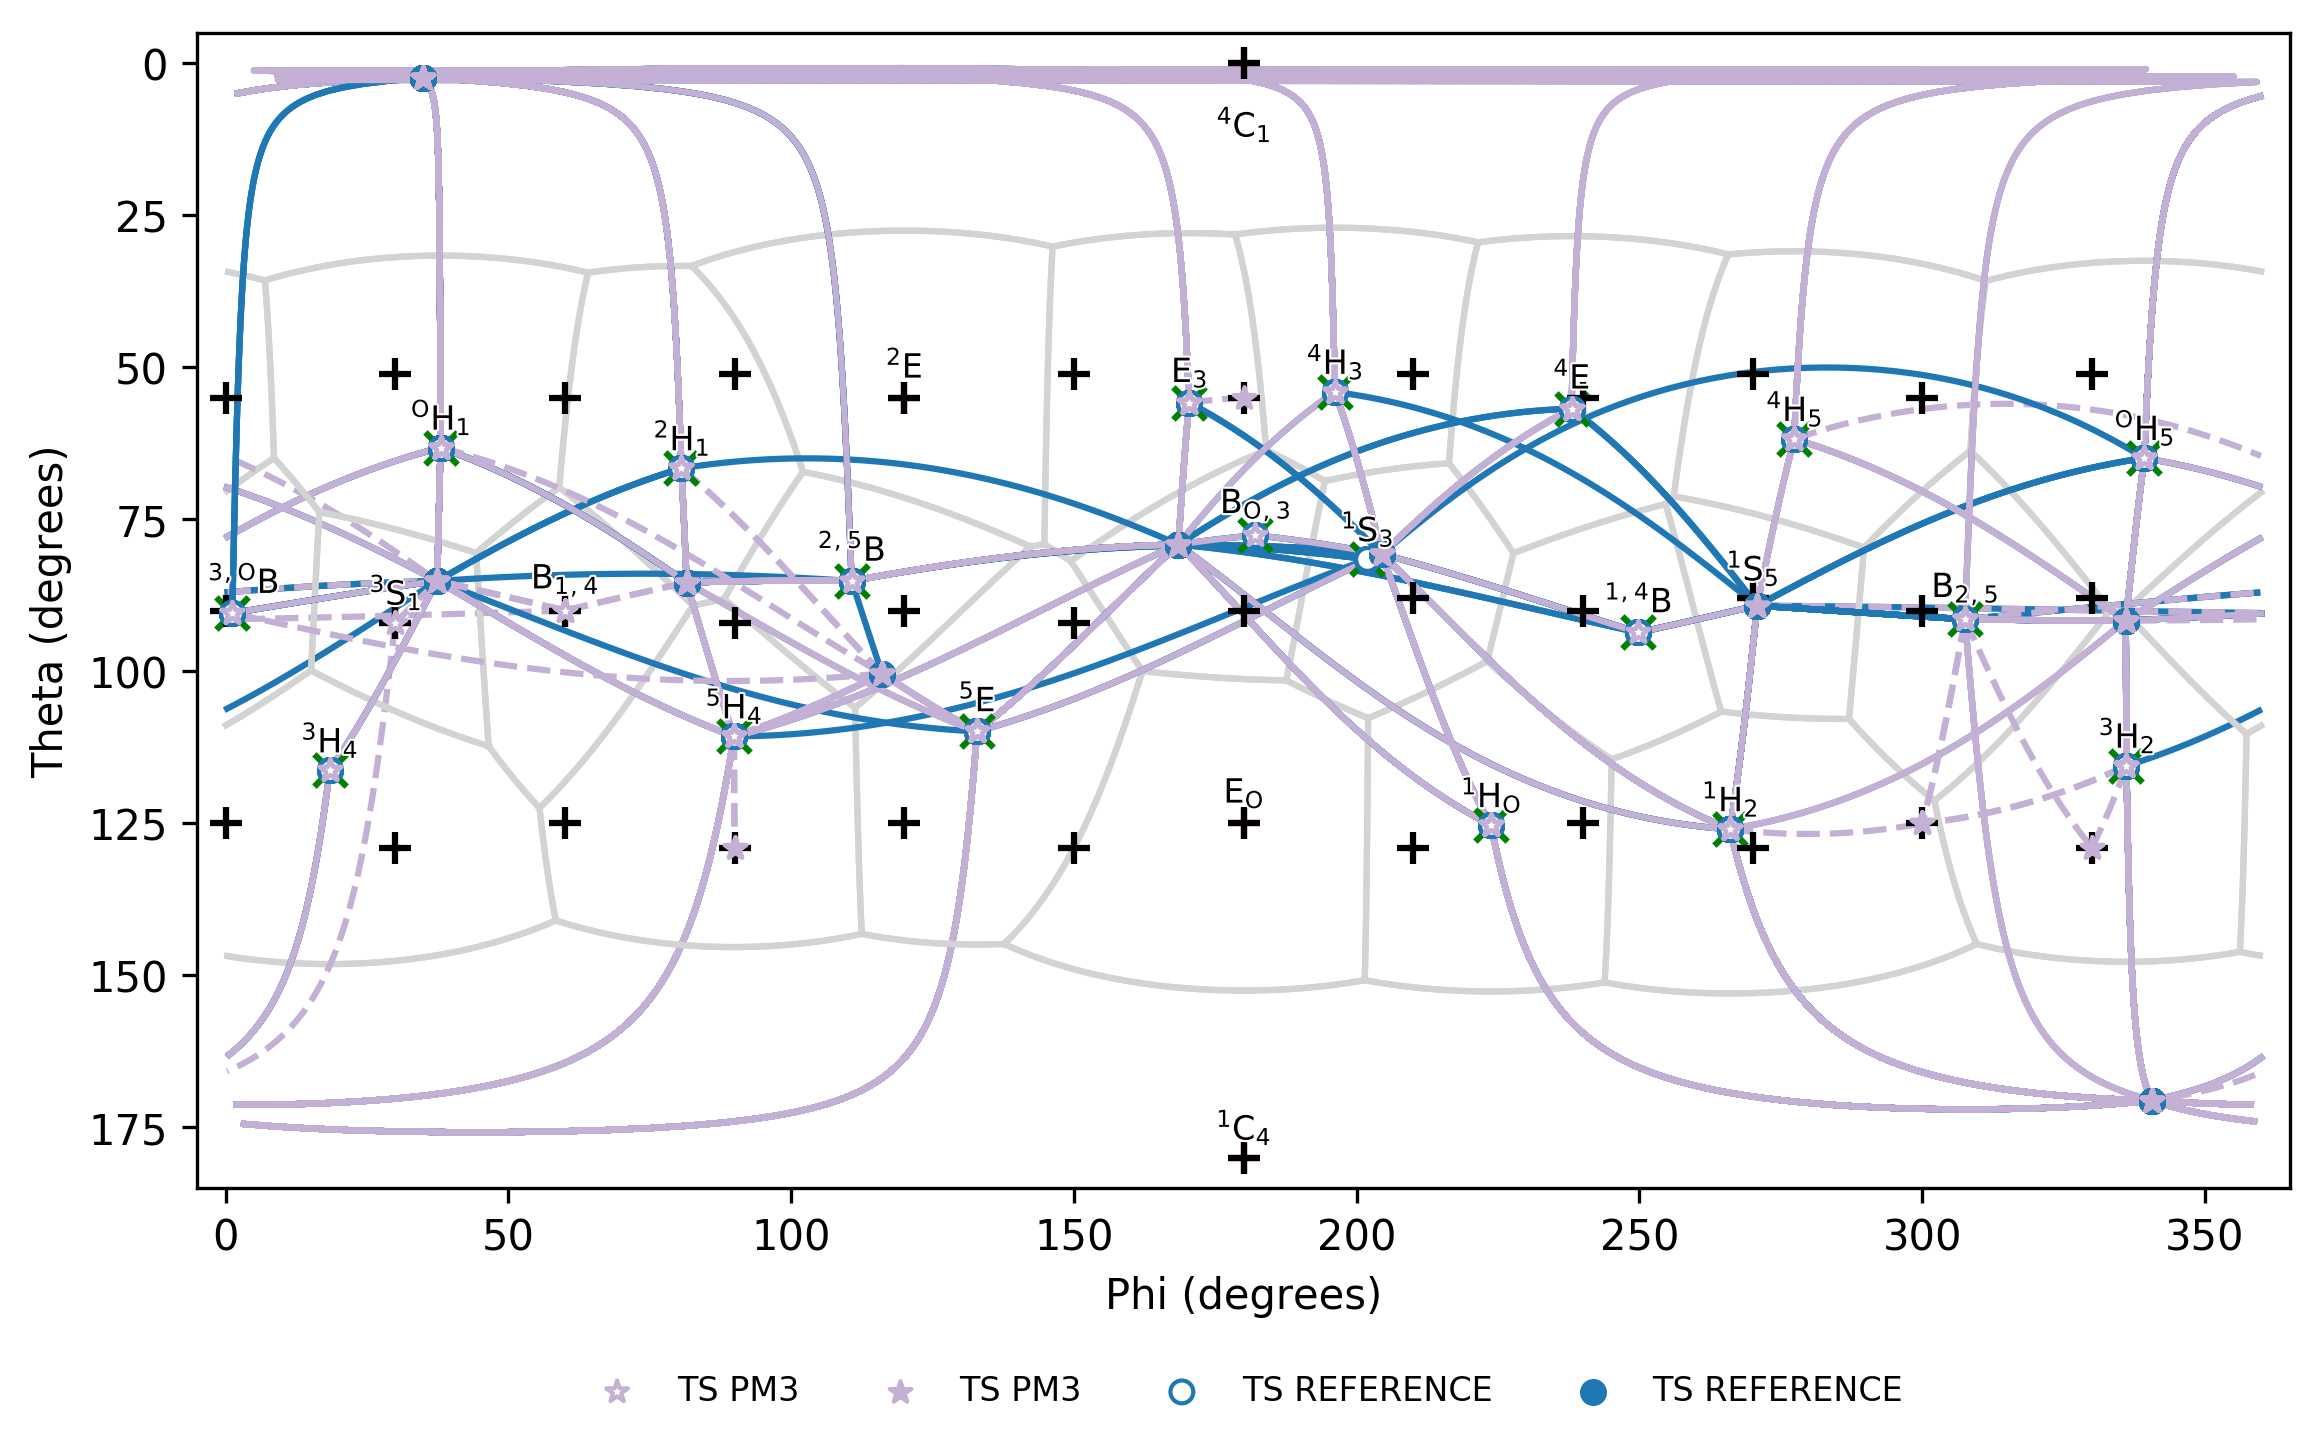 0
25
50
75
100
125
150
175
Theta (degrees)
⁴C₁
²E
E₃
⁴H₃
⁴E
⁴H₅
ᴼH₅
ᴼH₁
²H₁
B_O,3
¹S₃
²,⁵B
³,ᴼB
³S₁
B₁,₄
¹,⁴B
¹S₅
B₂,₅
⁵H₄
⁵E
³H₄
³H₂
E_O
¹H_O
¹H₂
¹C₄
0 50 100 150 200 250 300 350
Phi (degrees)
TS PM3 TS PM3 TS REFERENCE TS REFERENCE